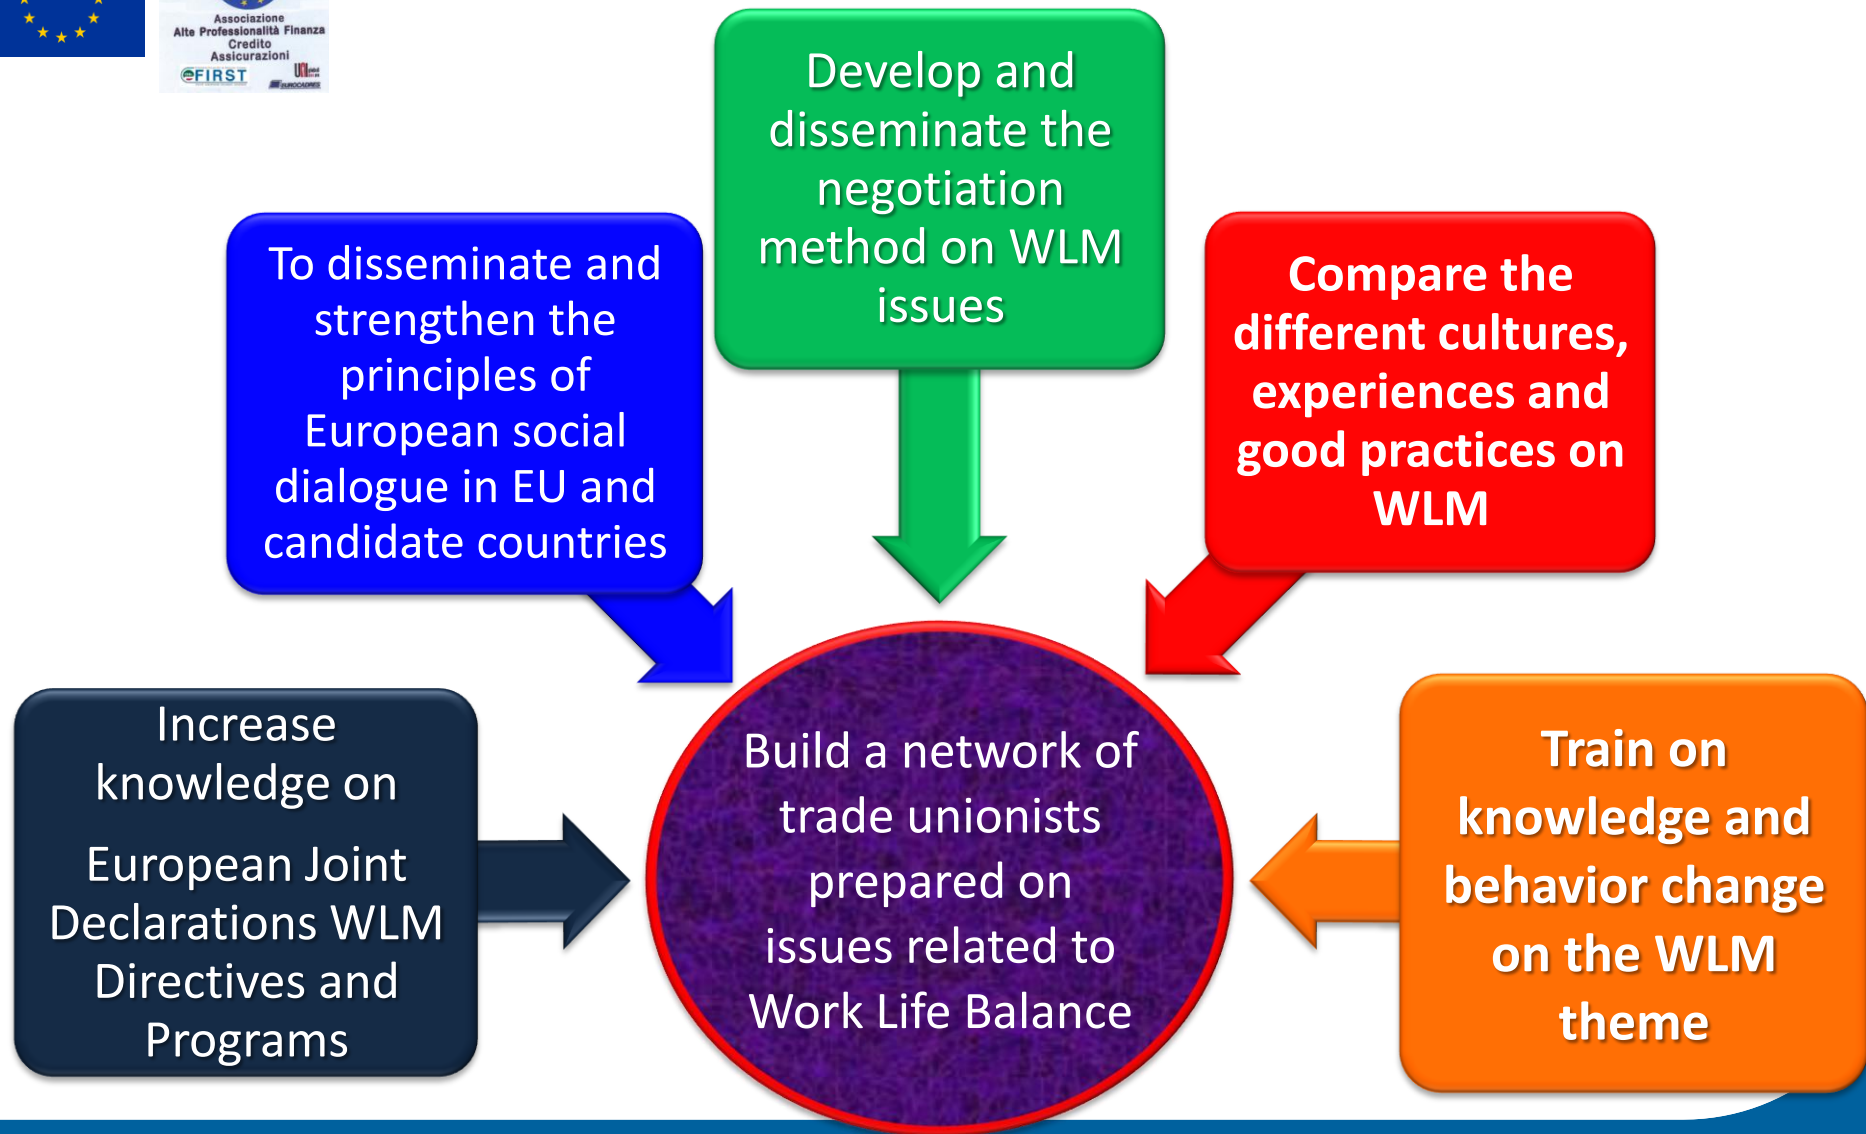 Associazione
Alte Professionalità Finanza
Credito
Assicurazioni
FIRST
UNI
EUROCADRES
Develop and
disseminate the
negotiation
method on WLM
issues
To disseminate and
strengthen the
principles of
European social
dialogue in EU and
candidate countries
Compare the
different cultures,
experiences and
good practices on
WLM
Increase
knowledge on
European Joint
Declarations WLM
Directives and
Programs
Build a network of
trade unionists
prepared on
issues related to
Work Life Balance
Train on
knowledge and
behavior change
on the WLM
theme